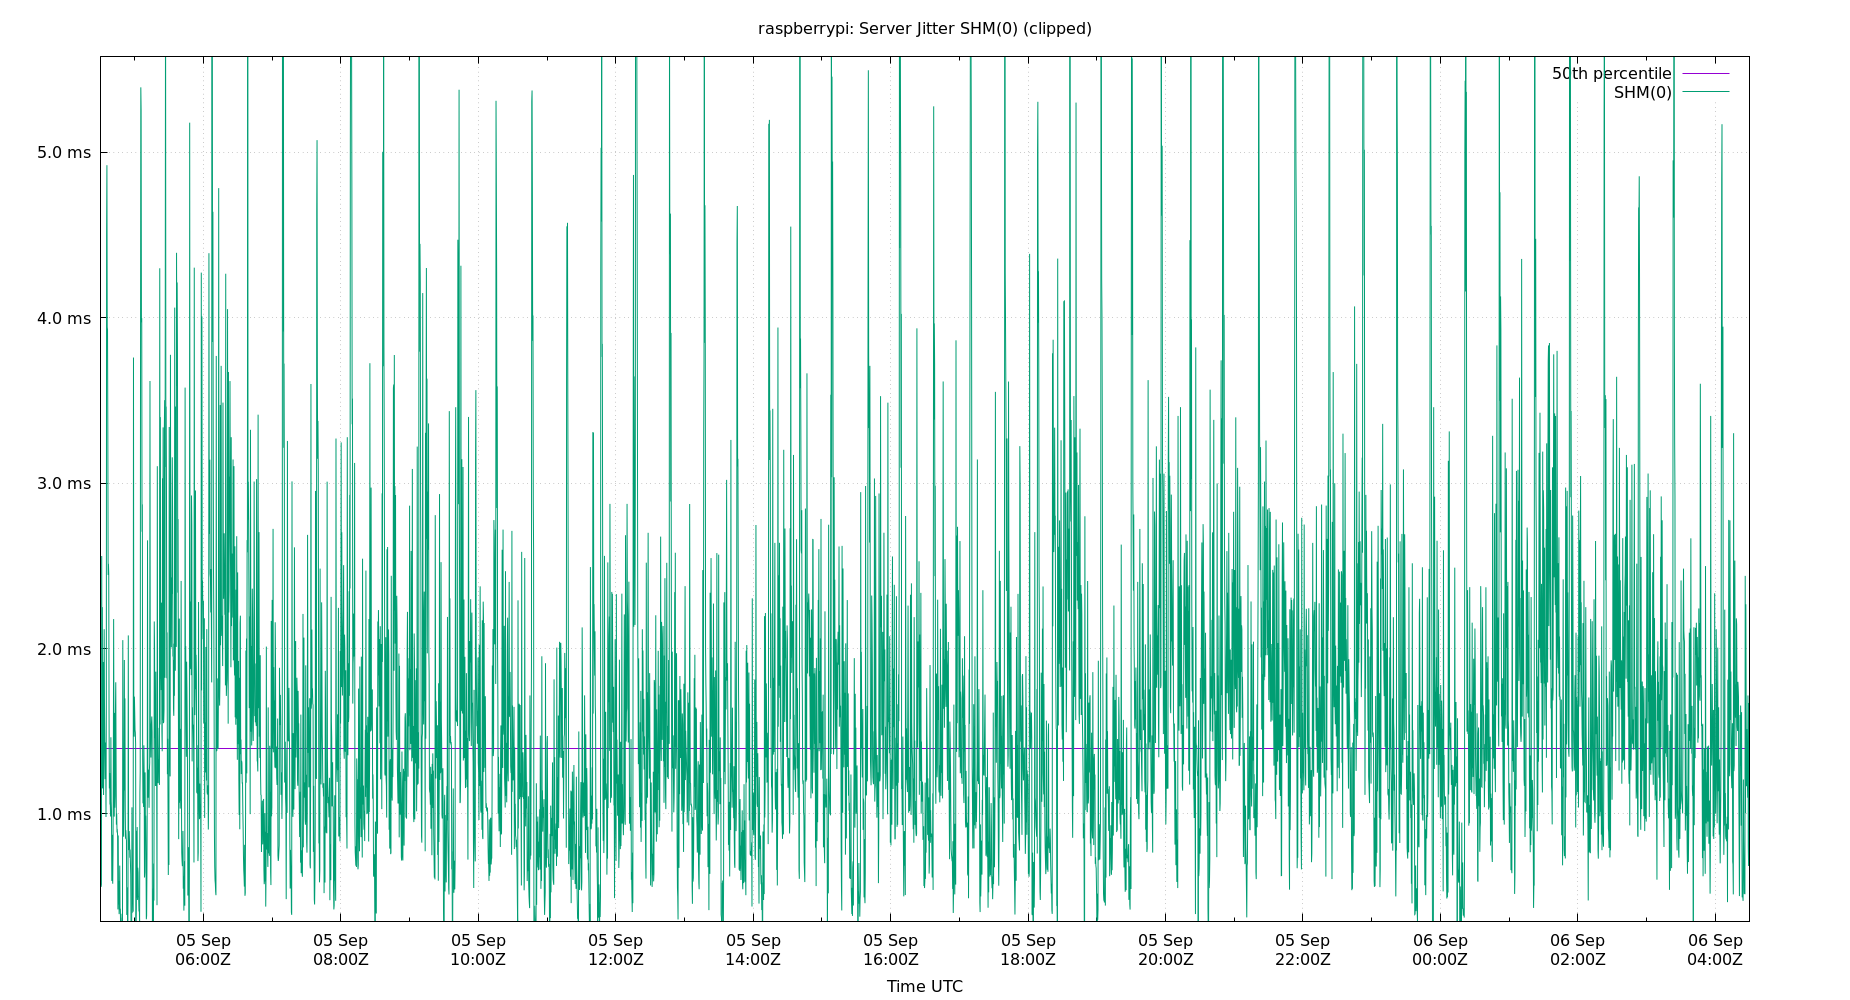 raspberrypi: Server Jitter SHM(0) (clipped)
50th percentile
SHM(0)
5.0 ms
4.0 ms
3.0 ms
2.0 ms
1.0 ms
05 Sep 05 Sep 05 Sep 05 Sep 05 Sep 05 Sep 05 Sep 05 Sep 05 Sep 06 Sep 06 Sep 06 Sep
06:00Z 08:00Z 10:00Z 12:00Z 14:00Z 16:00Z 18:00Z 20:00Z 22:00Z 00:00Z 02:00Z 04:00Z
Time UTC